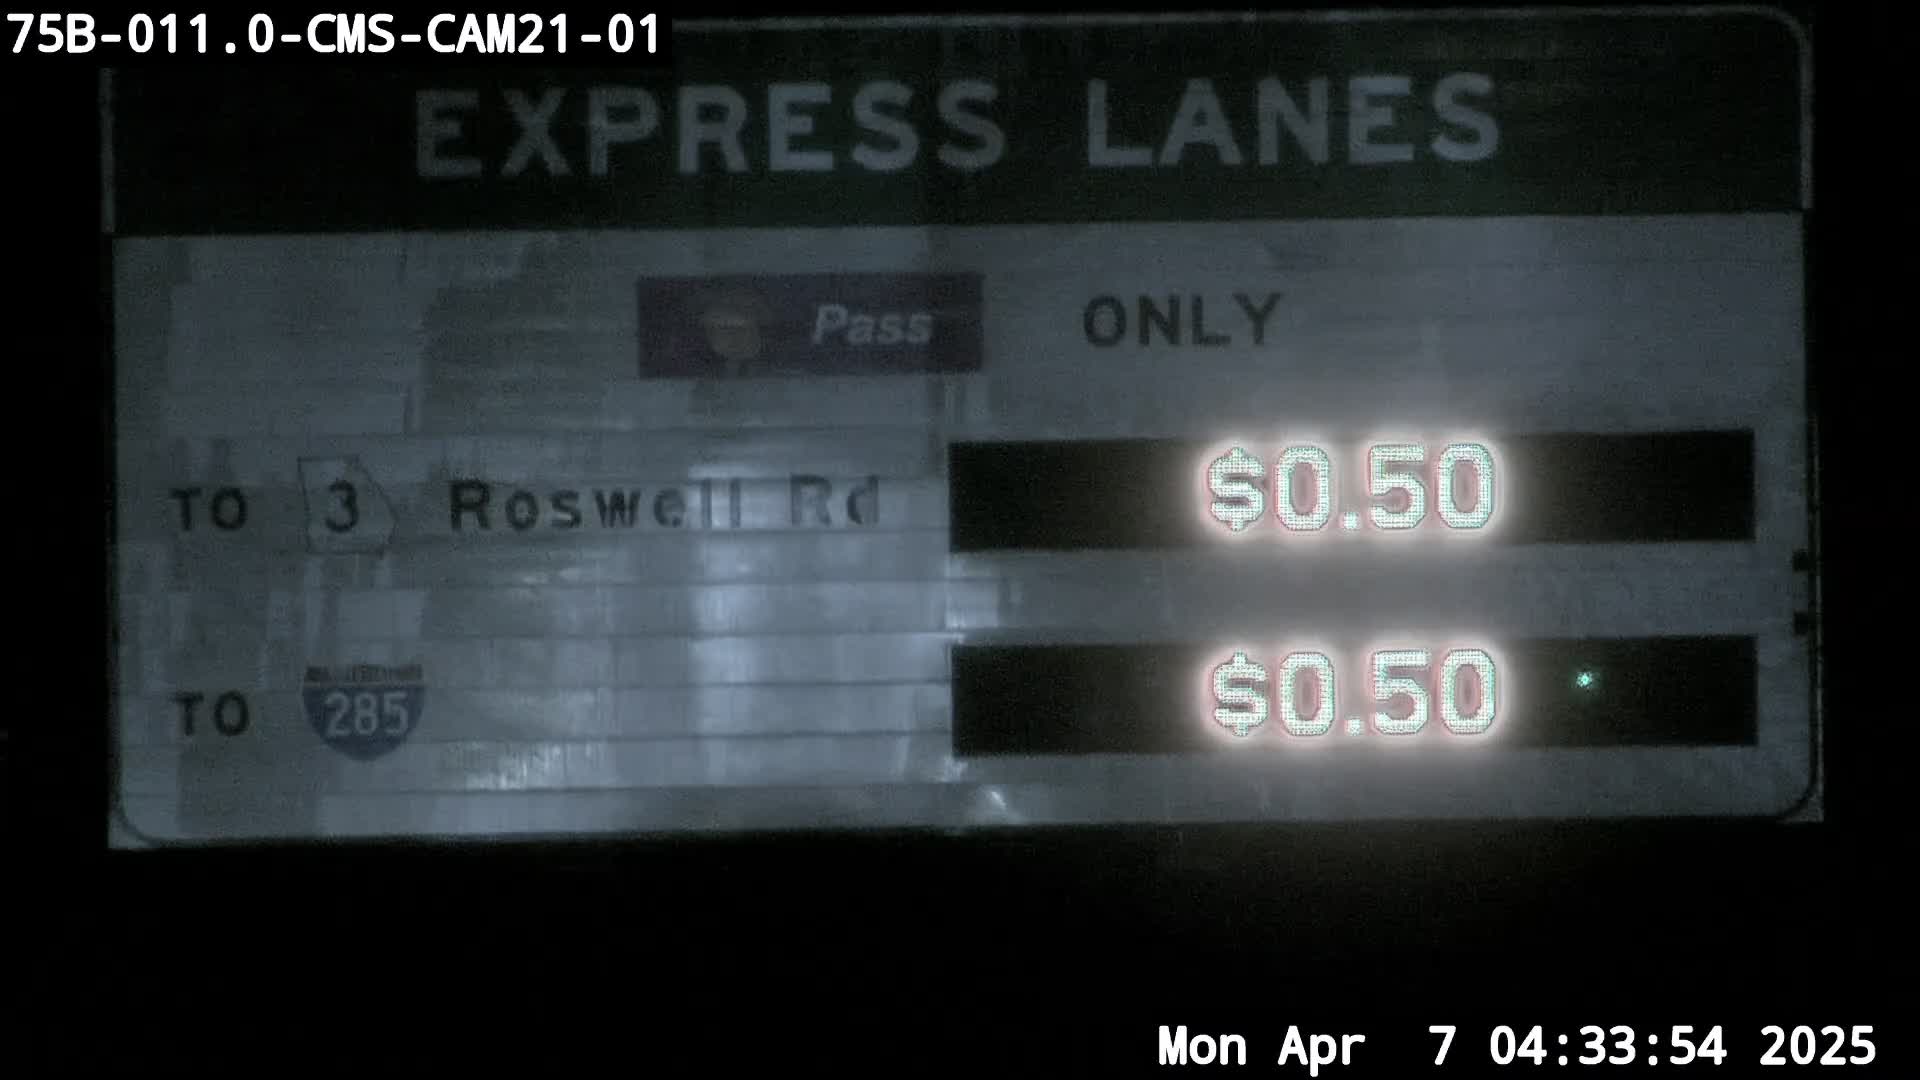 75B-011.0-CMS-CAM21-01
EXPRESS LANES
Pass ONLY
TO 3 Roswell Rd $0.50
TO 285 $0.50
Mon Apr 7 04:33:54 2025